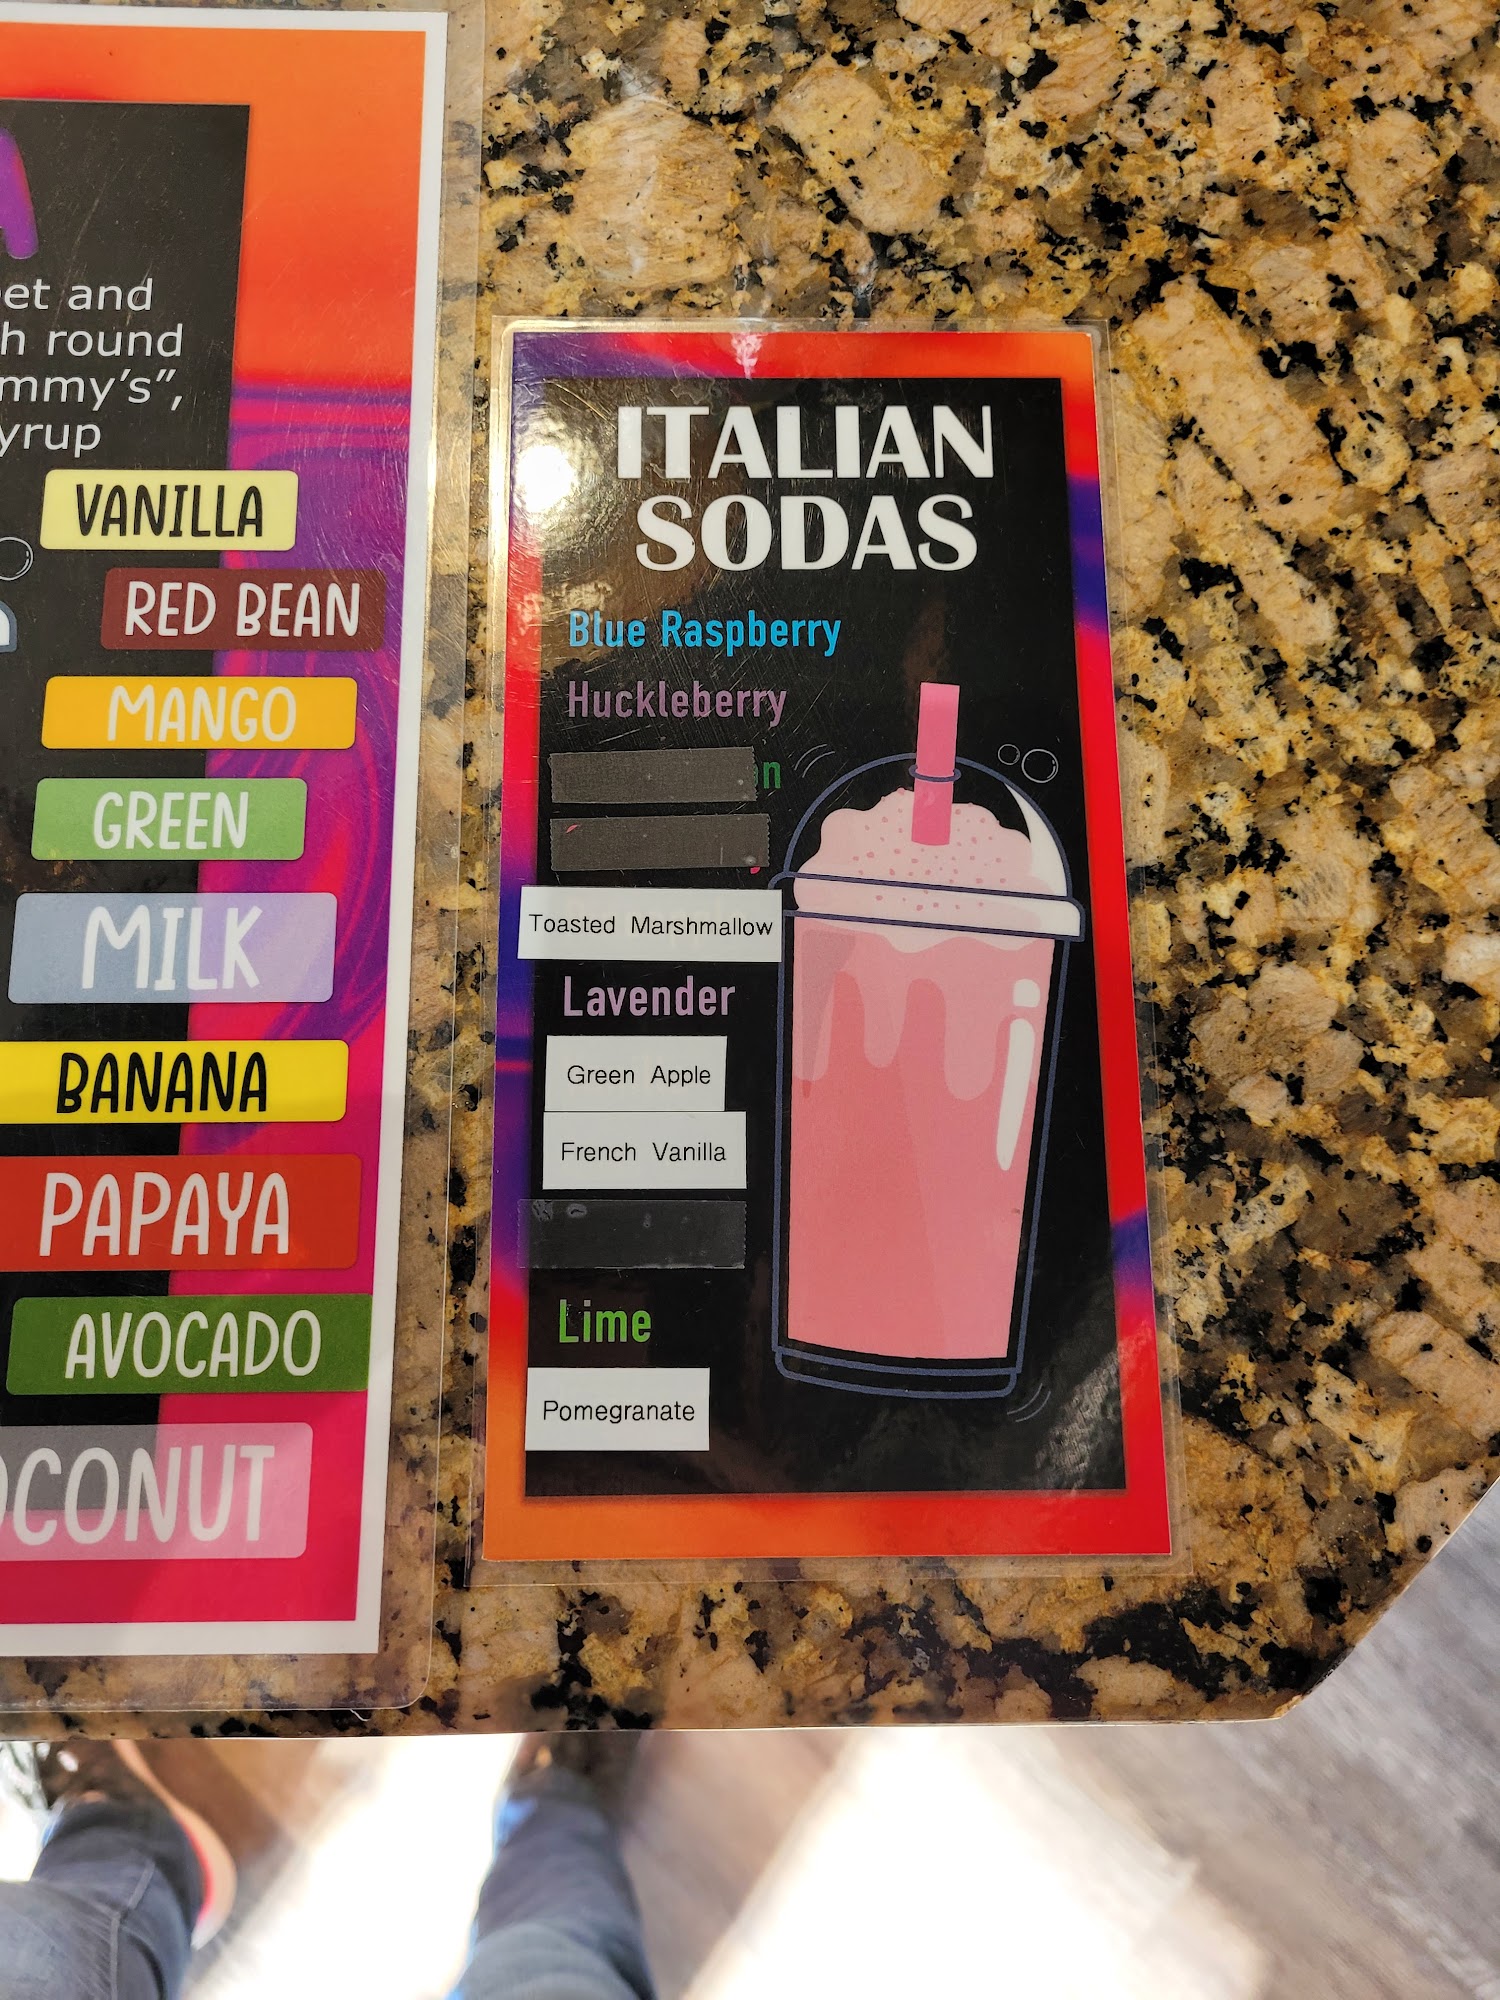 et and
h round
mmy's",
yrup
VANILLA
RED BEAN
MANGO
GREEN
MILK
BANANA
PAPAYA
AVOCADO
OCONUT
ITALIAN
SODAS
Blue Raspberry
Huckleberry
n
Toasted Marshmallow
Lavender
Green Apple
French Vanilla
Lime
Pomegranate